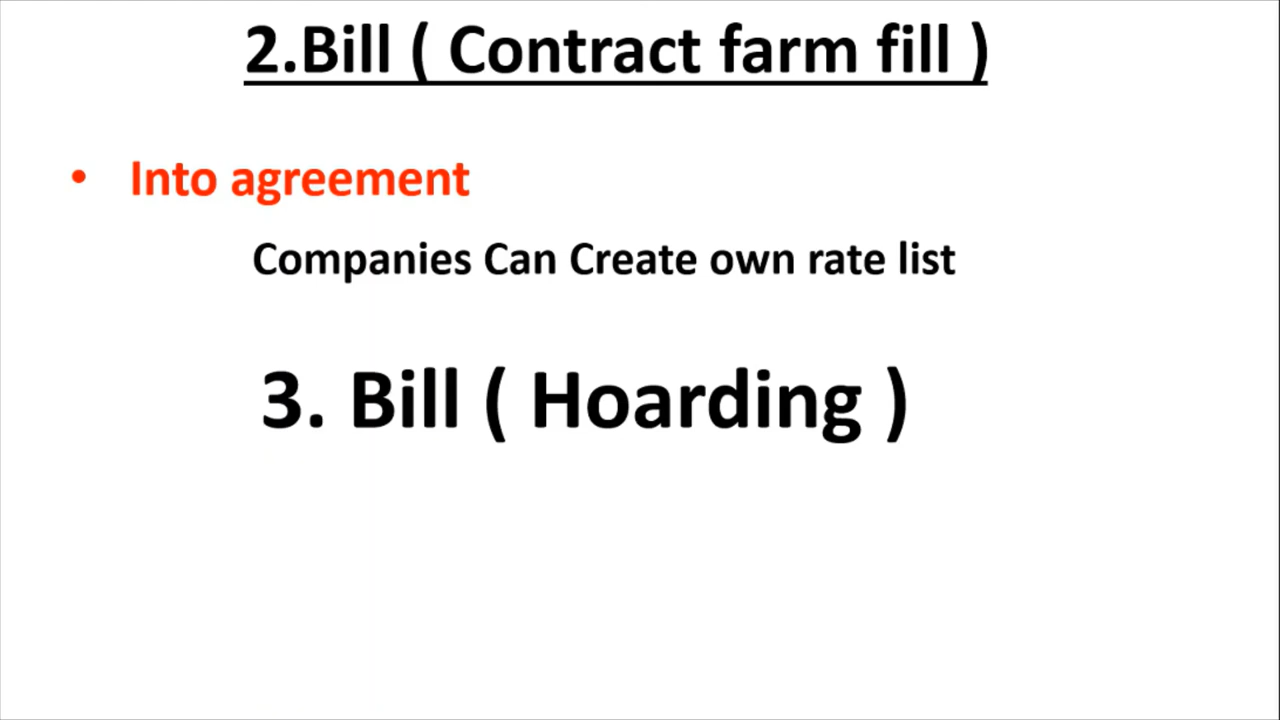 2.Bill ( Contract farm fill )
• Into agreement
Companies Can Create own rate list
3. Bill ( Hoarding )